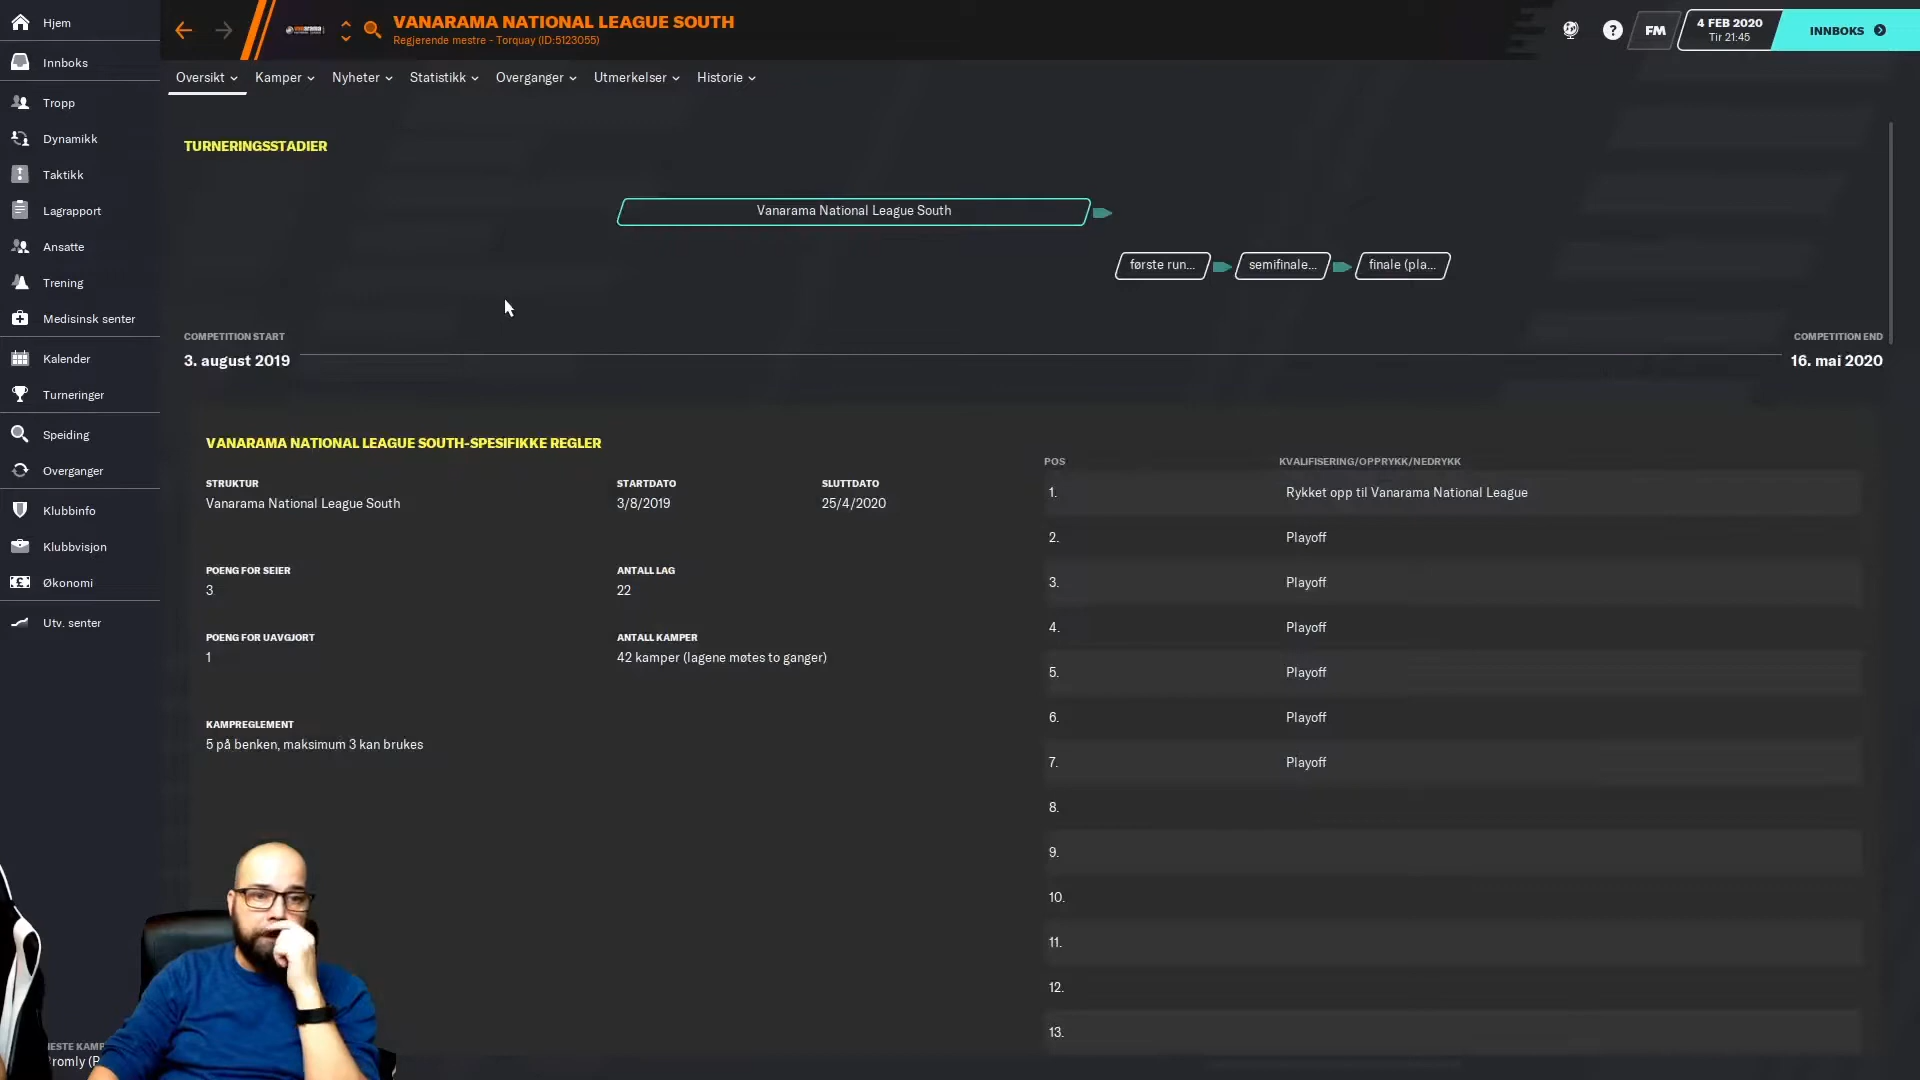 Hjem
Innboks
Tropp
Dynamikk
Taktikk
Lagrapport
Ansatte
Trening
Medisinsk senter
Kalender
Turneringer
Speiding
Overganger
Klubbinfo
Klubbvisjon
Økonomi
Utv. senter
VANARAMA NATIONAL LEAGUE SOUTH
Regjerende mestre - Torquay (ID:5123055)
?
FM
4 FEB 2020
Tir 21:45
INNBOKS
Oversikt Kamper Nyheter Statistikk Overganger Utmerkelser Historie
TURNERINGSSTADIER
Vanarama National League South
første run... semifinale... finale (pla...
COMPETITION START
3. august 2019
COMPETITION END
16. mai 2020
VANARAMA NATIONAL LEAGUE SOUTH-SPESIFIKKE REGLER
STRUKTUR STARTDATO SLUTTDATO
Vanarama National League South 3/8/2019 25/4/2020
POENG FOR SEIER ANTALL LAG
3 22
POENG FOR UAVGJORT ANTALL KAMPER
1 42 kamper (lagene møtes to ganger)
KAMPREGLEMENT
5 på benken, maksimum 3 kan brukes
POS KVALIFISERING/OPPRYKK/NEDRYKK
1. Rykket opp til Vanarama National League
2. Playoff
3. Playoff
4. Playoff
5. Playoff
6. Playoff
7. Playoff
8.
9.
10.
11.
12.
13.
KAMP
(P